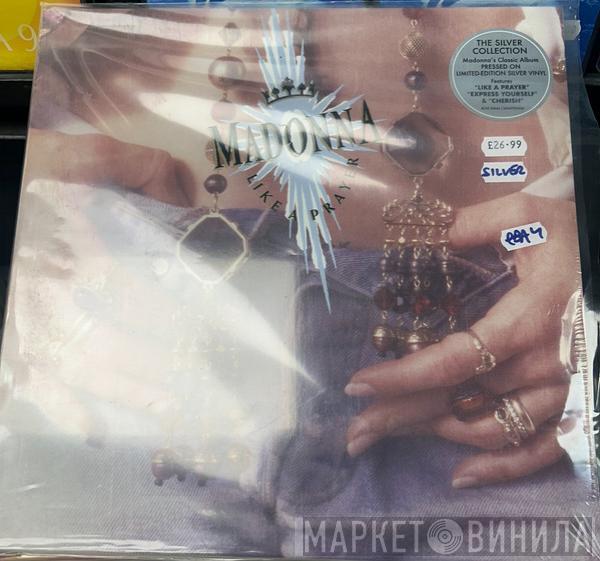 THE SILVER
COLLECTION
Madonna's Classic Album
PRESSED ON
LIMITED-EDITION SILVER VINYL
Features
"LIKE A PRAYER"
"EXPRESS YOURSELF"
& "CHERISH"
£26.99
SILVER
MADONNA
LIKE A PRAYER
МАРКЕТ ВИНИЛА